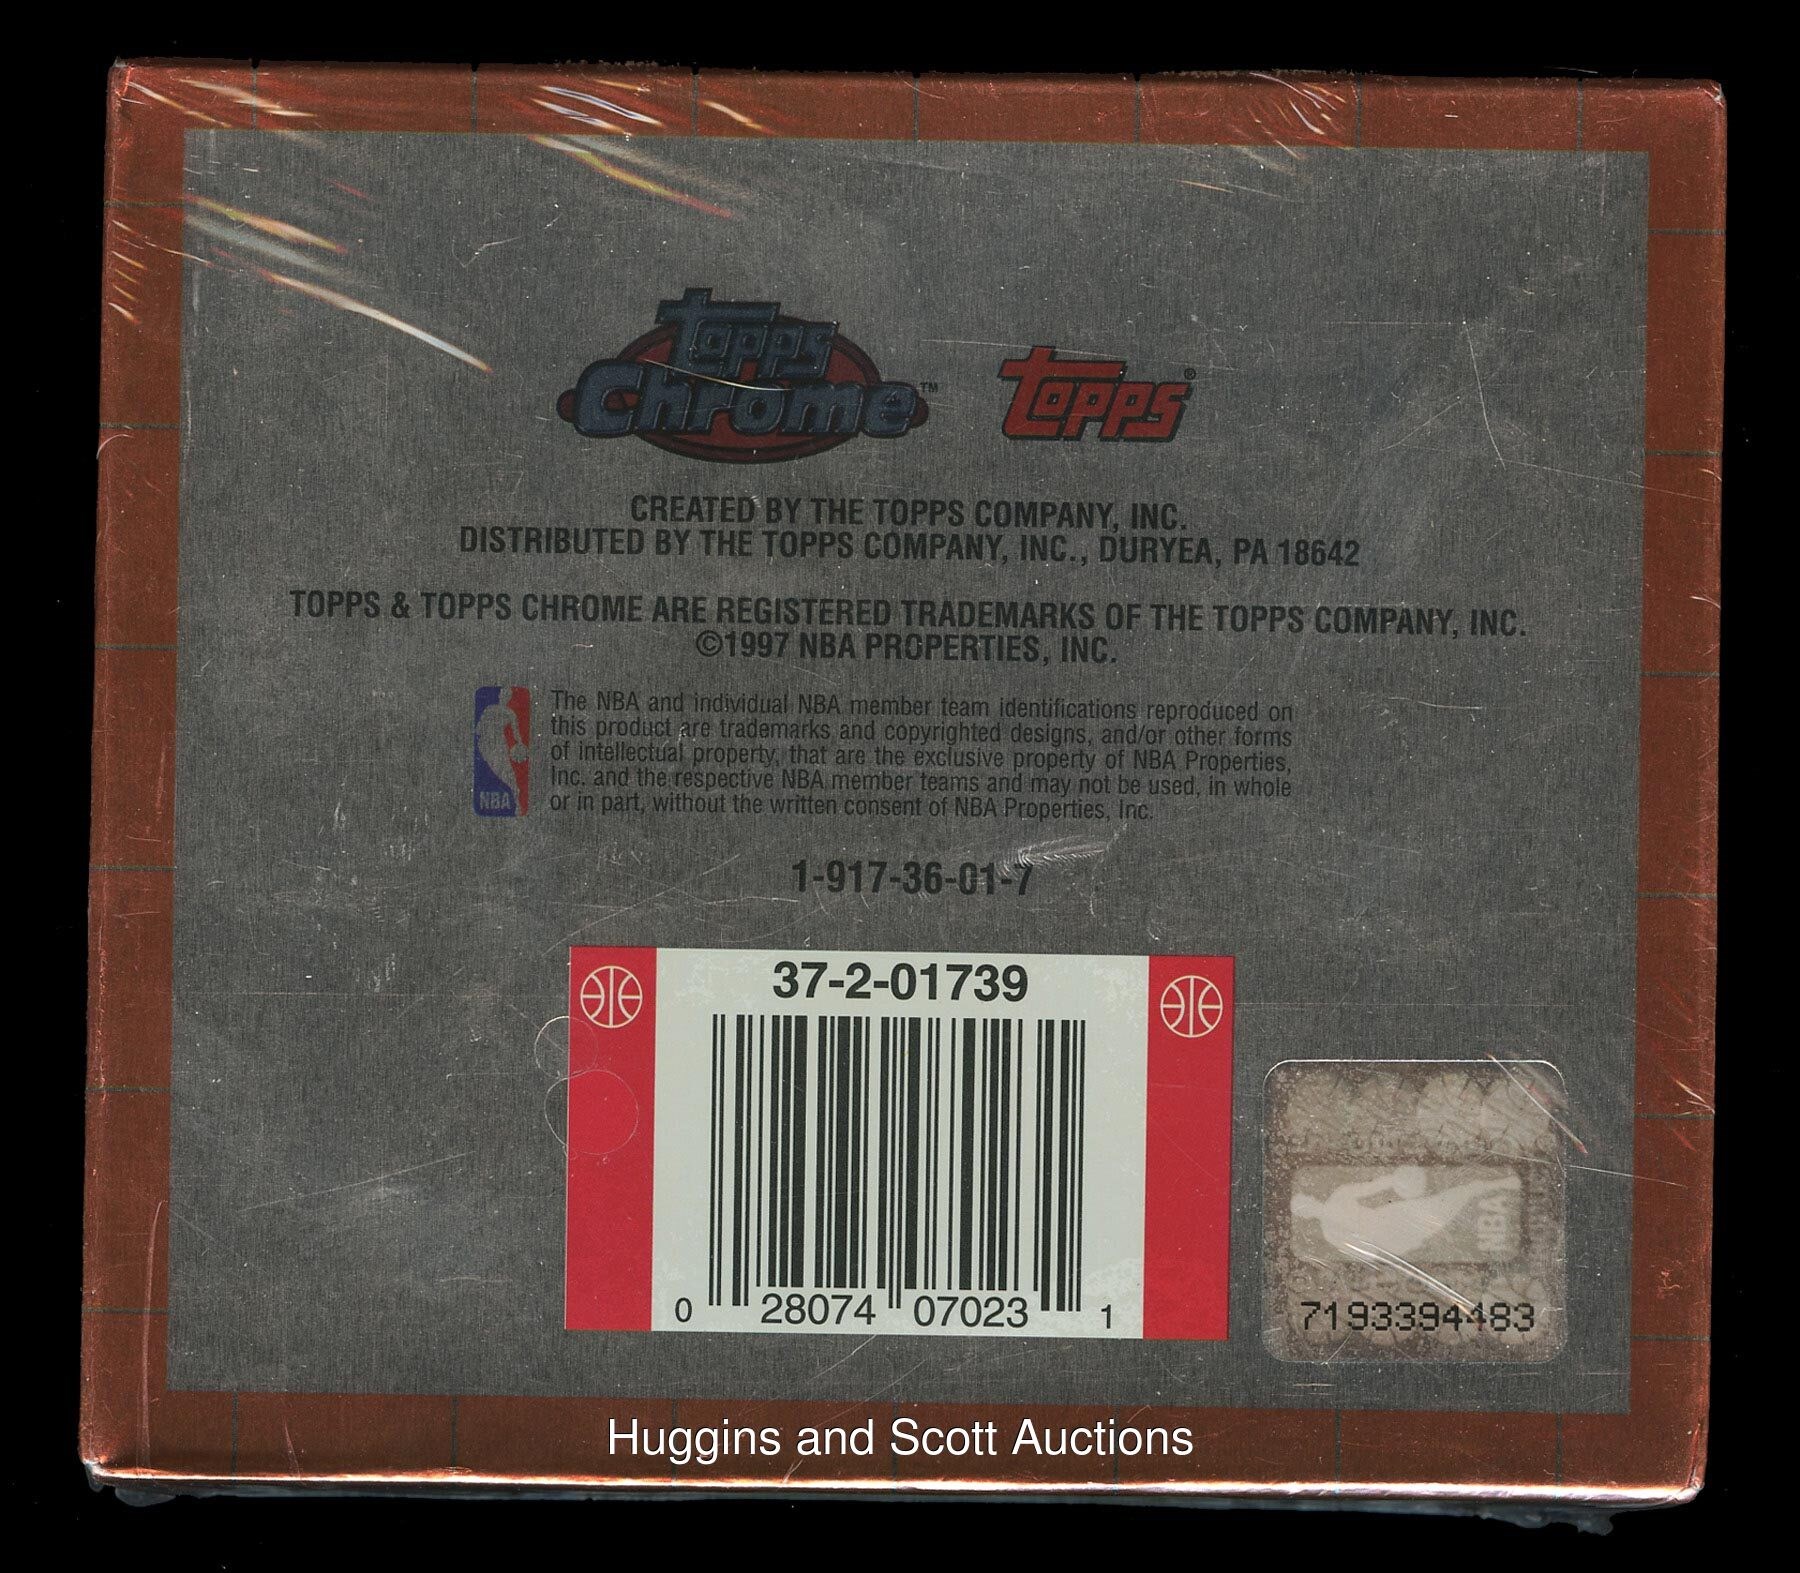 topps
Chrome™
topps®
CREATED BY THE TOPPS COMPANY, INC.
DISTRIBUTED BY THE TOPPS COMPANY, INC., DURYEA, PA 18642
TOPPS & TOPPS CHROME ARE REGISTERED TRADEMARKS OF THE TOPPS COMPANY, INC.
©1997 NBA PROPERTIES, INC.
NBA
The NBA and individual NBA member team identifications reproduced on
this product are trademarks and copyrighted designs, and/or other forms
of intellectual property, that are the exclusive property of NBA Properties,
Inc. and the respective NBA member teams and may not be used, in whole
or in part, without the written consent of NBA Properties, Inc.
1-917-36-01-7
37-2-01739
0 28074 07023 1
NBA
7193394483
Huggins and Scott Auctions